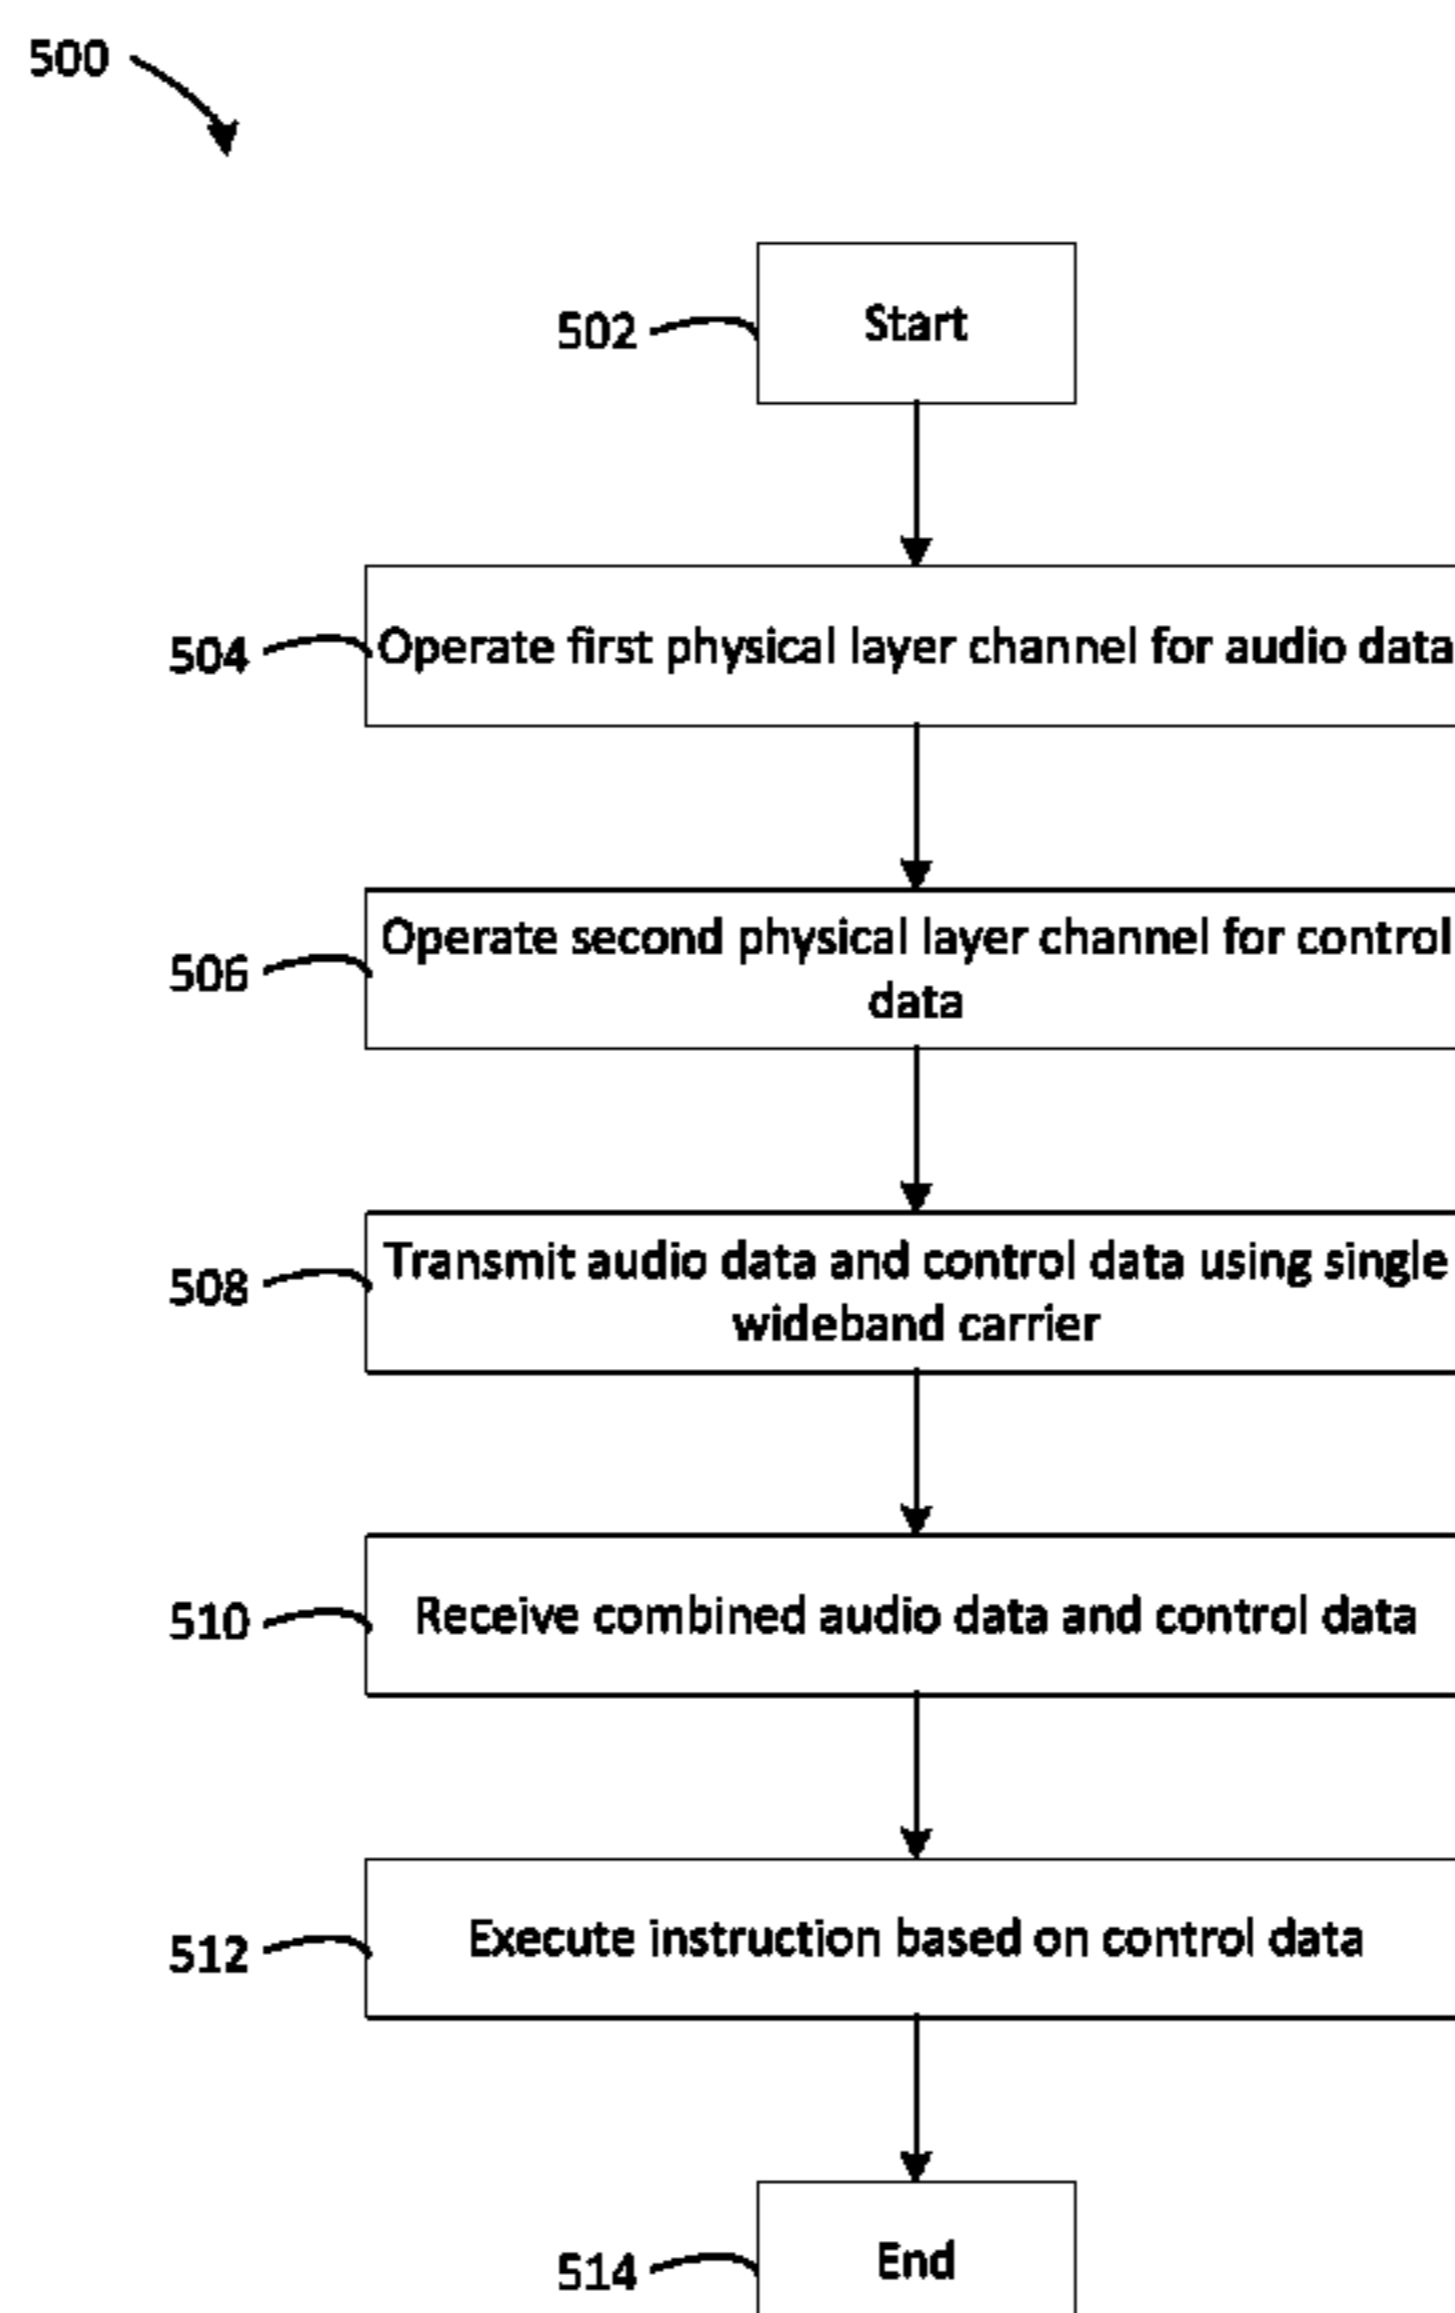 500
502
Start
504
Operate first physical layer channel for audio data
506
Operate second physical layer channel for control
data
508
Transmit audio data and control data using single
wideband carrier
510
Receive combined audio data and control data
512
Execute instruction based on control data
514
End